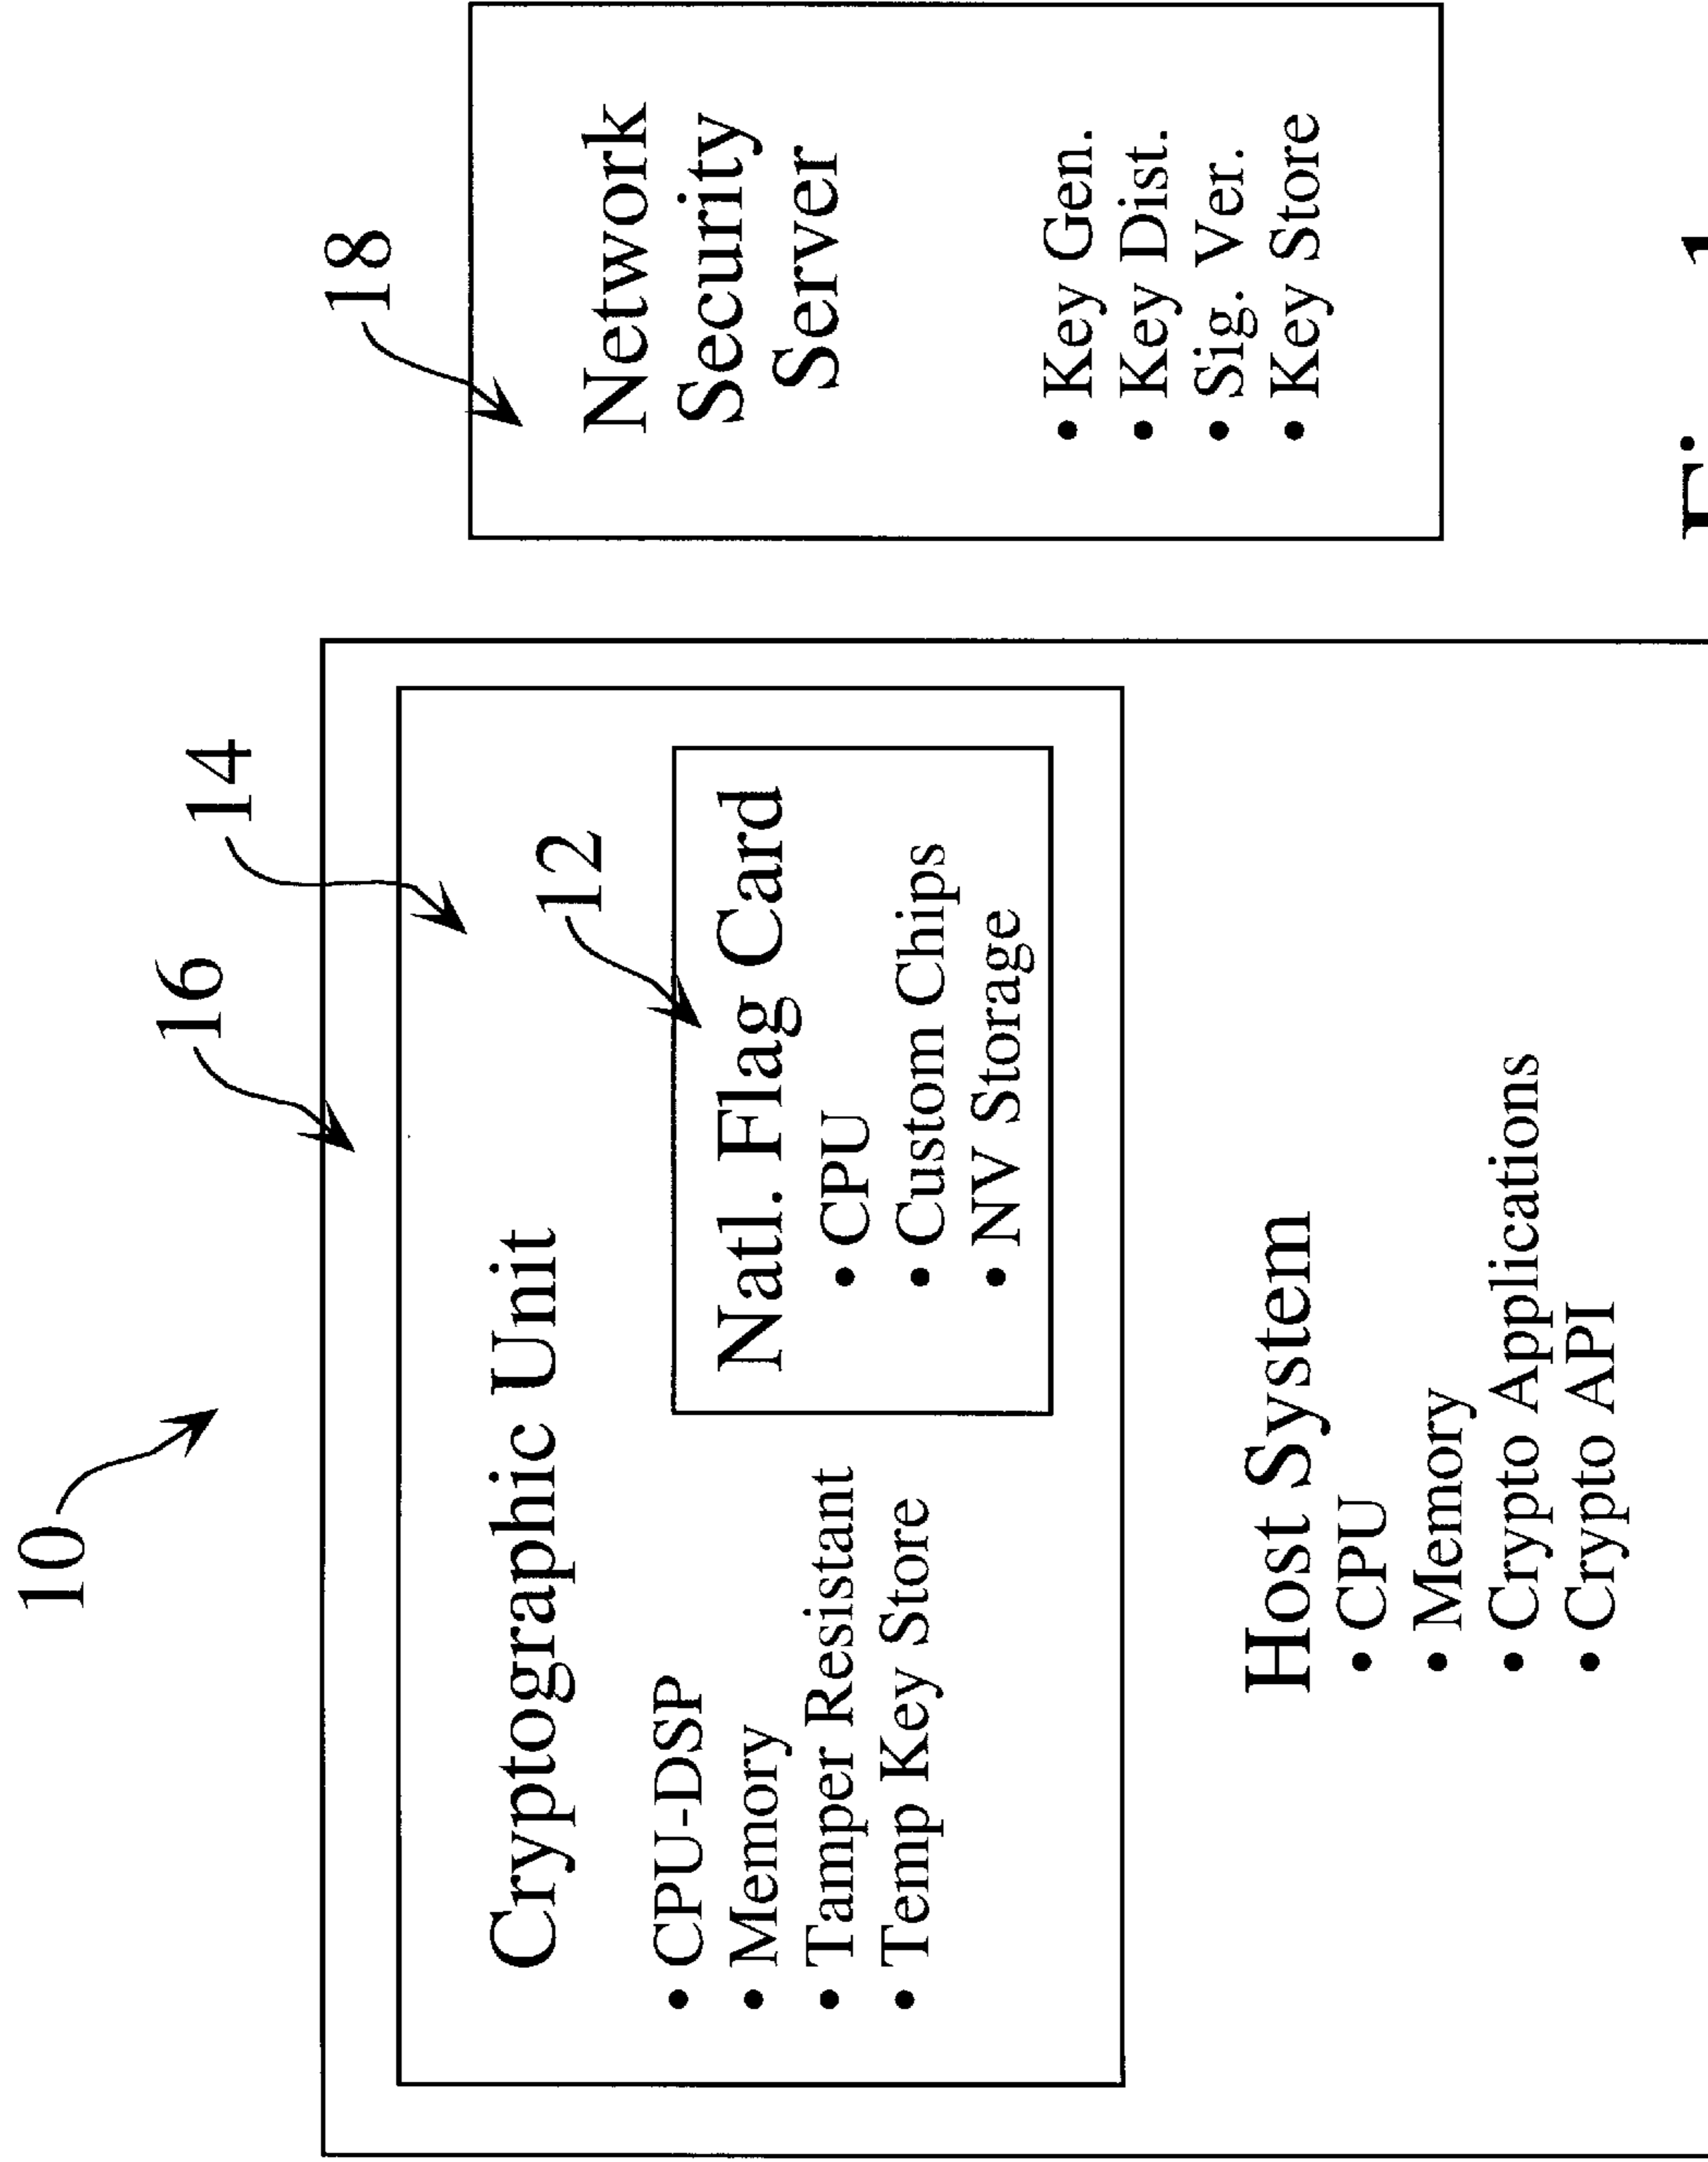 10
16
14
18
Cryptographic Unit
• CPU-DSP
• Memory
• Tamper Resistant
• Temp Key Store
12
Natl. Flag Card
• CPU
• Custom Chips
• NV Storage
Host System
• CPU
• Memory
• Crypto Applications
• Crypto API
Network
Security
Server
• Key Gen.
• Key Dist.
• Sig. Ver.
• Key Store